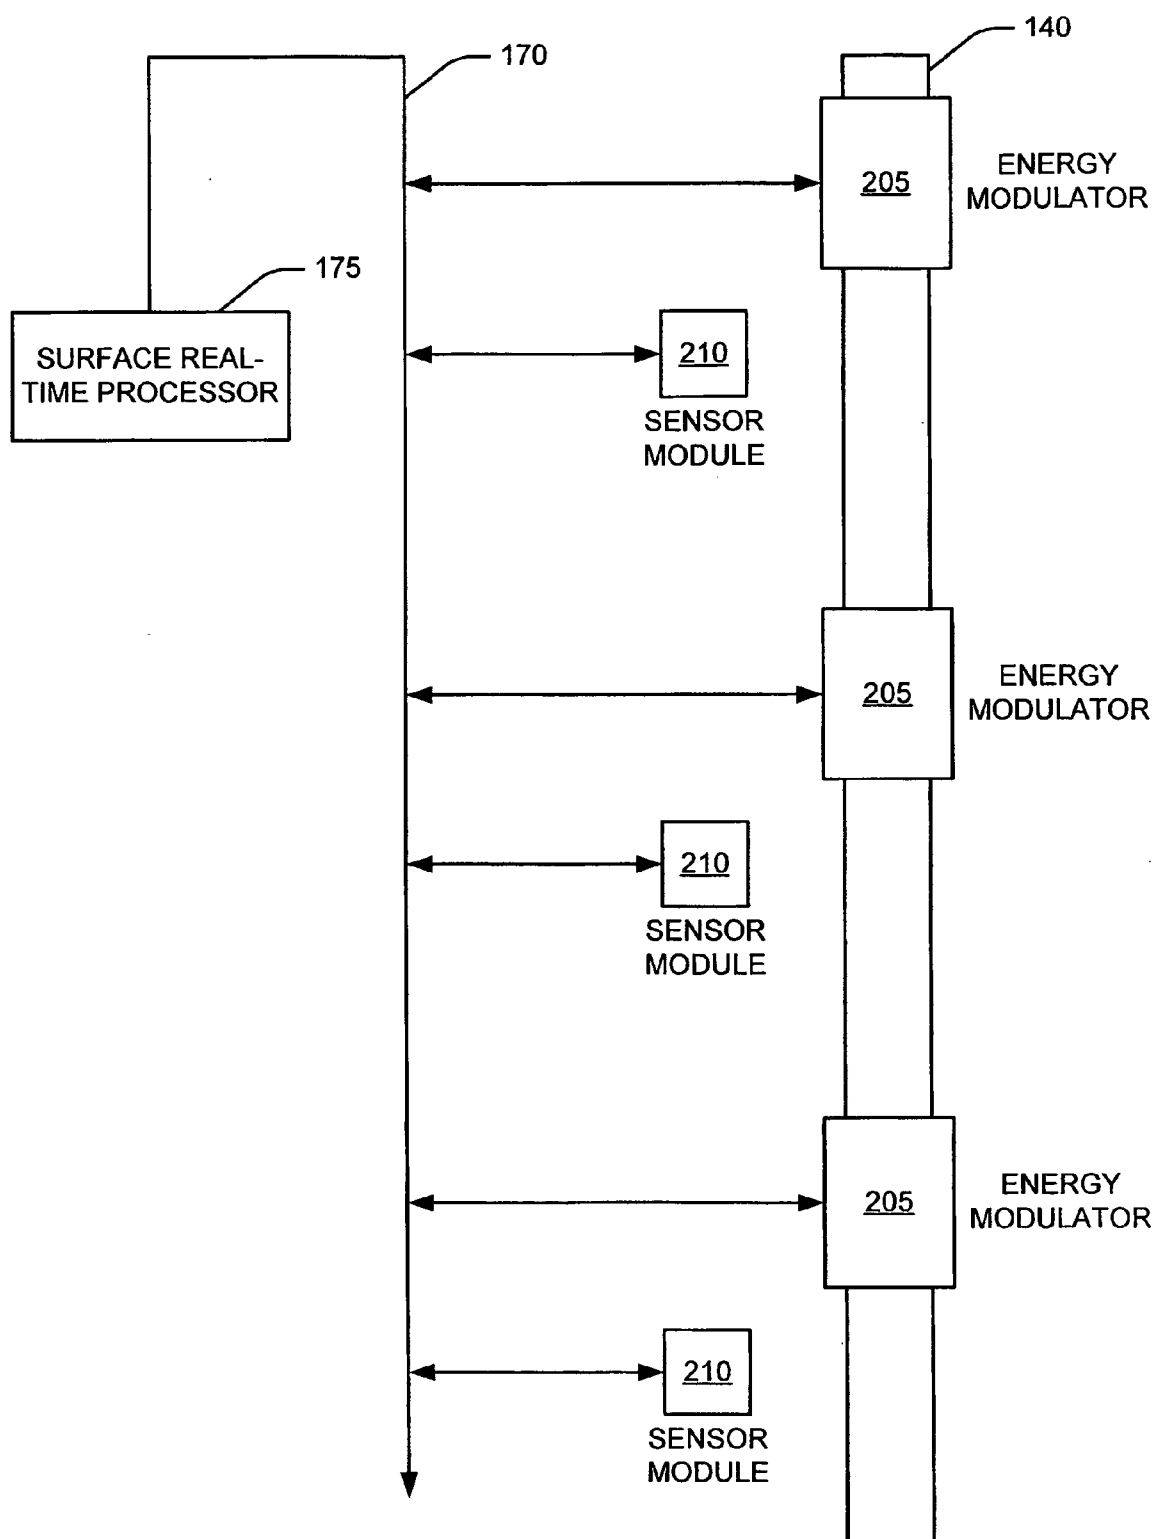 140
170
205
ENERGY
MODULATOR
175
SURFACE REAL-
TIME PROCESSOR
210
SENSOR
MODULE
205
ENERGY
MODULATOR
210
SENSOR
MODULE
205
ENERGY
MODULATOR
210
SENSOR
MODULE